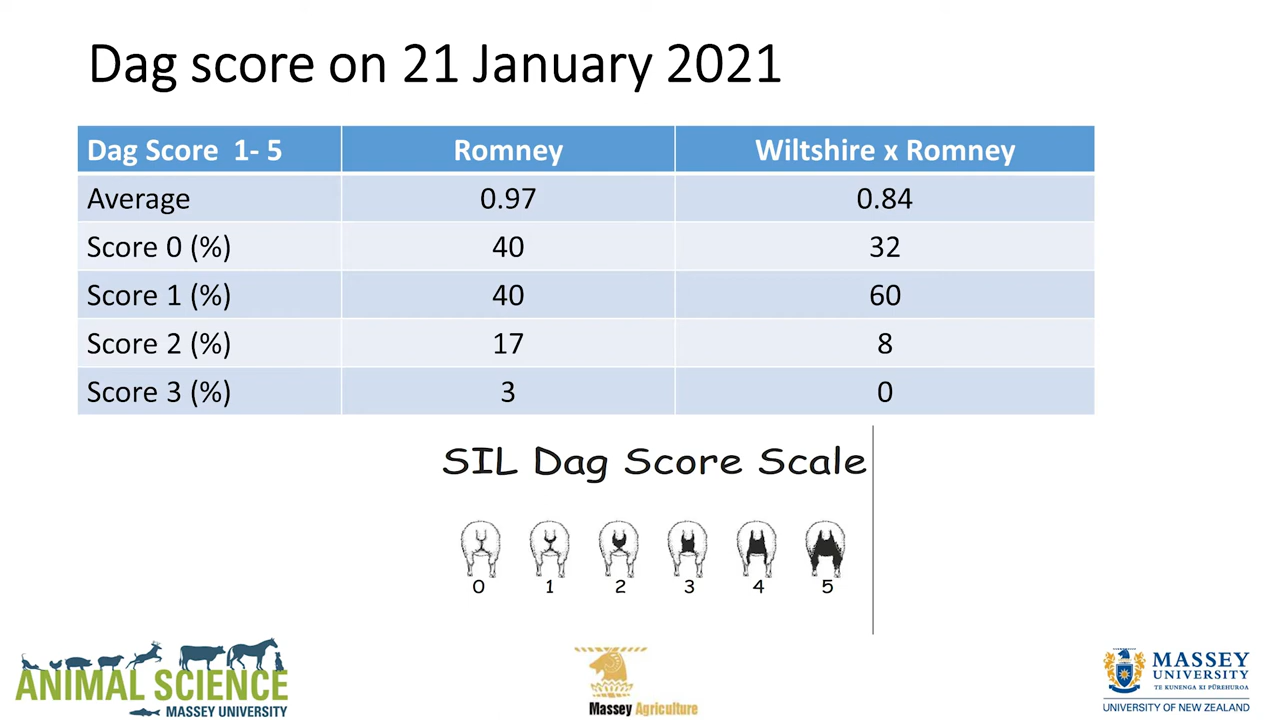 Dag score on 21 January 2021
Dag Score 1- 5 Romney Wiltshire x Romney
Average 0.97 0.84
Score 0 (%) 40 32
Score 1 (%) 40 60
Score 2 (%) 17 8
Score 3 (%) 3 0
SIL Dag Score Scale
0 1 2 3 4 5
ANIMAL SCIENCE
MASSEY UNIVERSITY
Massey Agriculture
MASSEY
UNIVERSITY
TE KUNENGA KI PŪREHUROA
UNIVERSITY OF NEW ZEALAND